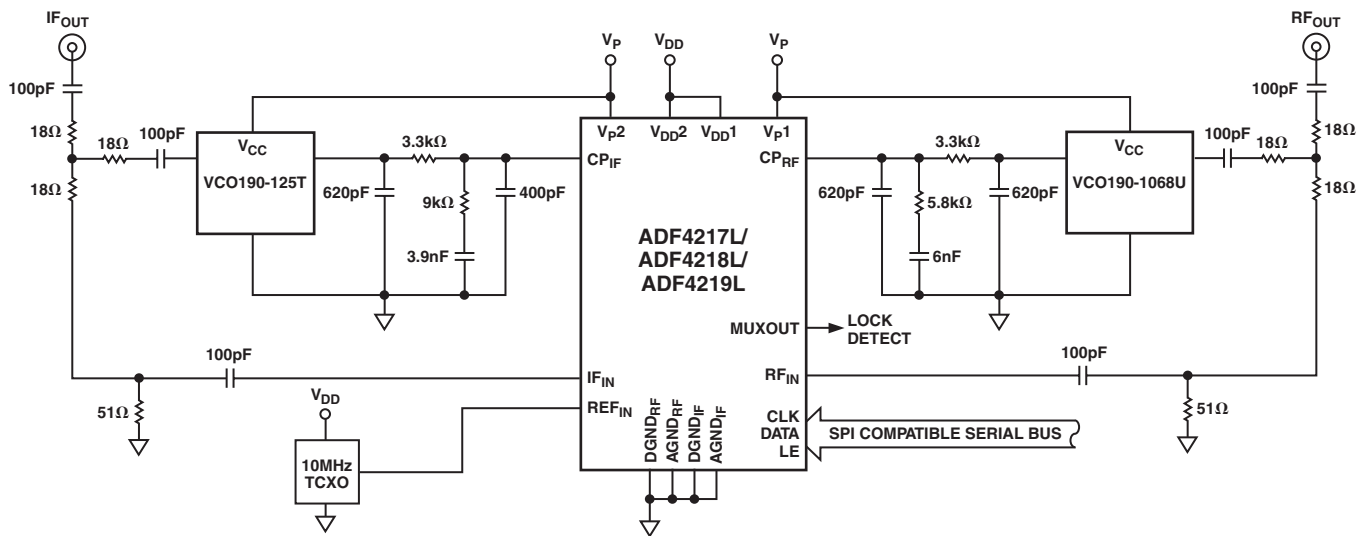 IFOUT
RFOUT
VP
VDD
VP
100pF
100pF
18Ω
18Ω
100pF
18Ω
VCC
VCO190-125T
3.3kΩ
620pF
9kΩ
400pF
3.9nF
VP2
VDD2
VDD1
VP1
CPIF
CPRF
ADF4217L/
ADF4218L/
ADF4219L
3.3kΩ
620pF
5.8kΩ
620pF
6nF
VCC
VCO190-1068U
100pF
18Ω
18Ω
18Ω
MUXOUT
LOCK
DETECT
100pF
IFIN
RFIN
100pF
51Ω
51Ω
VDD
REFIN
10MHz
TCXO
DGNDRF
AGNDRF
DGNDIF
AGNDIF
CLK
DATA
LE
SPI COMPATIBLE SERIAL BUS